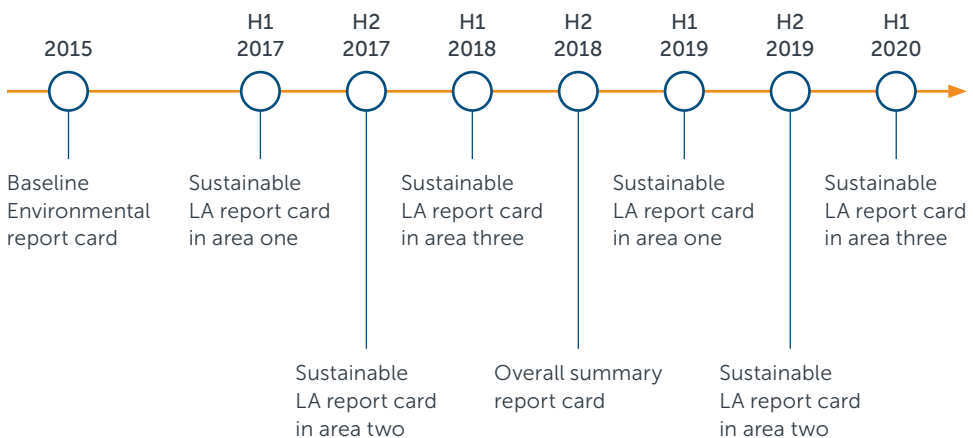 2015
H1
2017
H2
2017
H1
2018
H2
2018
H1
2019
H2
2019
H1
2020
Baseline
Environmental
report card
Sustainable
LA report card
in area one
Sustainable
LA report card
in area three
Sustainable
LA report card
in area one
Sustainable
LA report card
in area three
Sustainable
LA report card
in area two
Overall summary
report card
Sustainable
LA report card
in area two